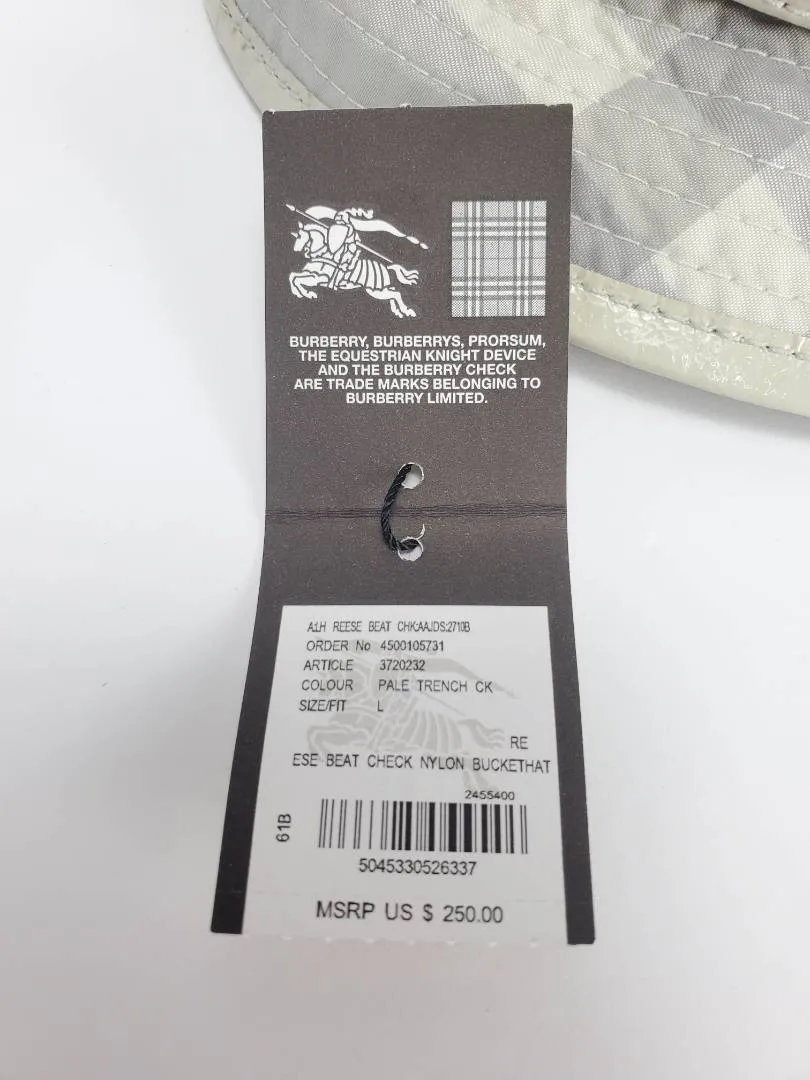 BURBERRY, BURBERRYS, PRORSUM,
THE EQUESTRIAN KNIGHT DEVICE
AND THE BURBERRY CHECK
ARE TRADE MARKS BELONGING TO
BURBERRY LIMITED.
A:LH REESE BEAT CHK:AAJDS:2710B
ORDER No 4500105731
ARTICLE 3720232
COLOUR PALE TRENCH CK
SIZE/FIT L
RE
ESE BEAT CHECK NYLON BUCKETHAT
2455400
61B
5045330526337
MSRP US $ 250.00